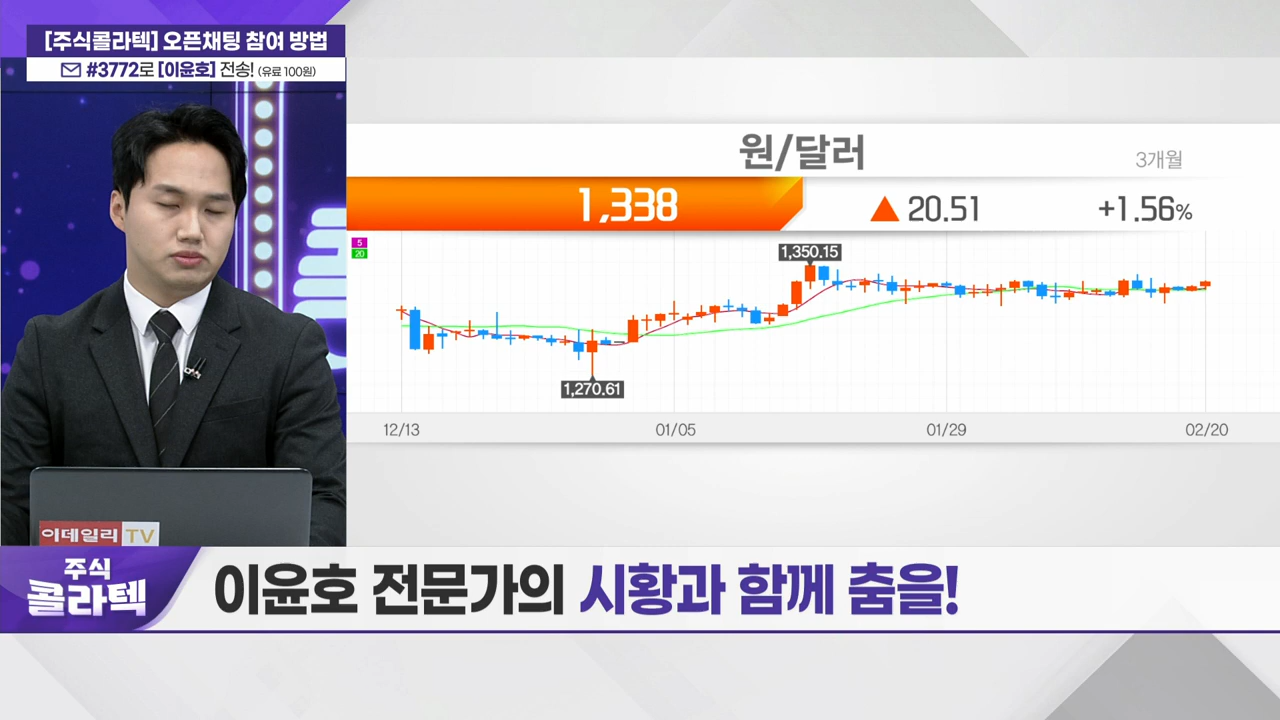 [주식콜라텍] 오픈채팅 참여 방법
#3772로 [이윤호] 전송! (유료 100원)
원/달러
3개월
1,338
▲ 20.51
+1.56%
5
20
1,350.15
1,270.61
12/13
01/05
01/29
02/20
이데일리 TV
주식
콜라텍
이윤호 전문가의 시황과 함께 춤을!